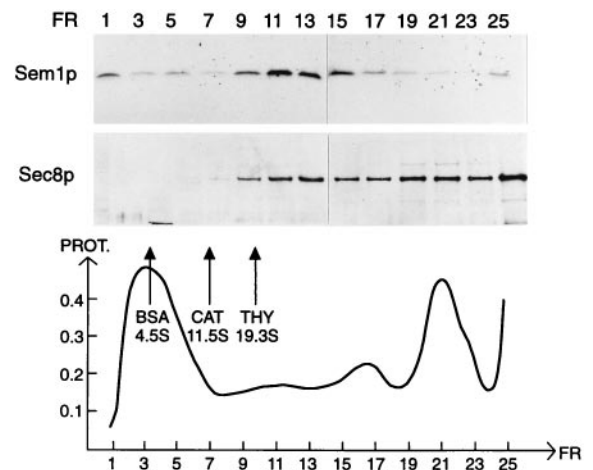 FR 1 3 5 7 9 11 13 15 17 19 21 23 25
Sem1p
Sec8p
PROT.
0.4
0.3
0.2
0.1
BSA CAT THY
4.5S 11.5S 19.3S
1 3 5 7 9 11 13 15 17 19 21 23 25 FR